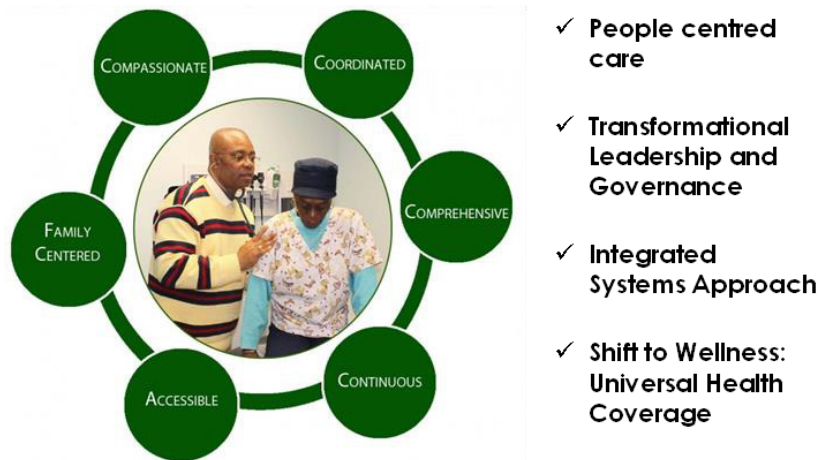 COMPASSIONATE
COORDINATED
COMPREHENSIVE
CONTINUOUS
ACCESSIBLE
FAMILY
CENTERED
✓ People centred
care
✓ Transformational
Leadership and
Governance
✓ Integrated
Systems Approach
✓ Shift to Wellness:
Universal Health
Coverage